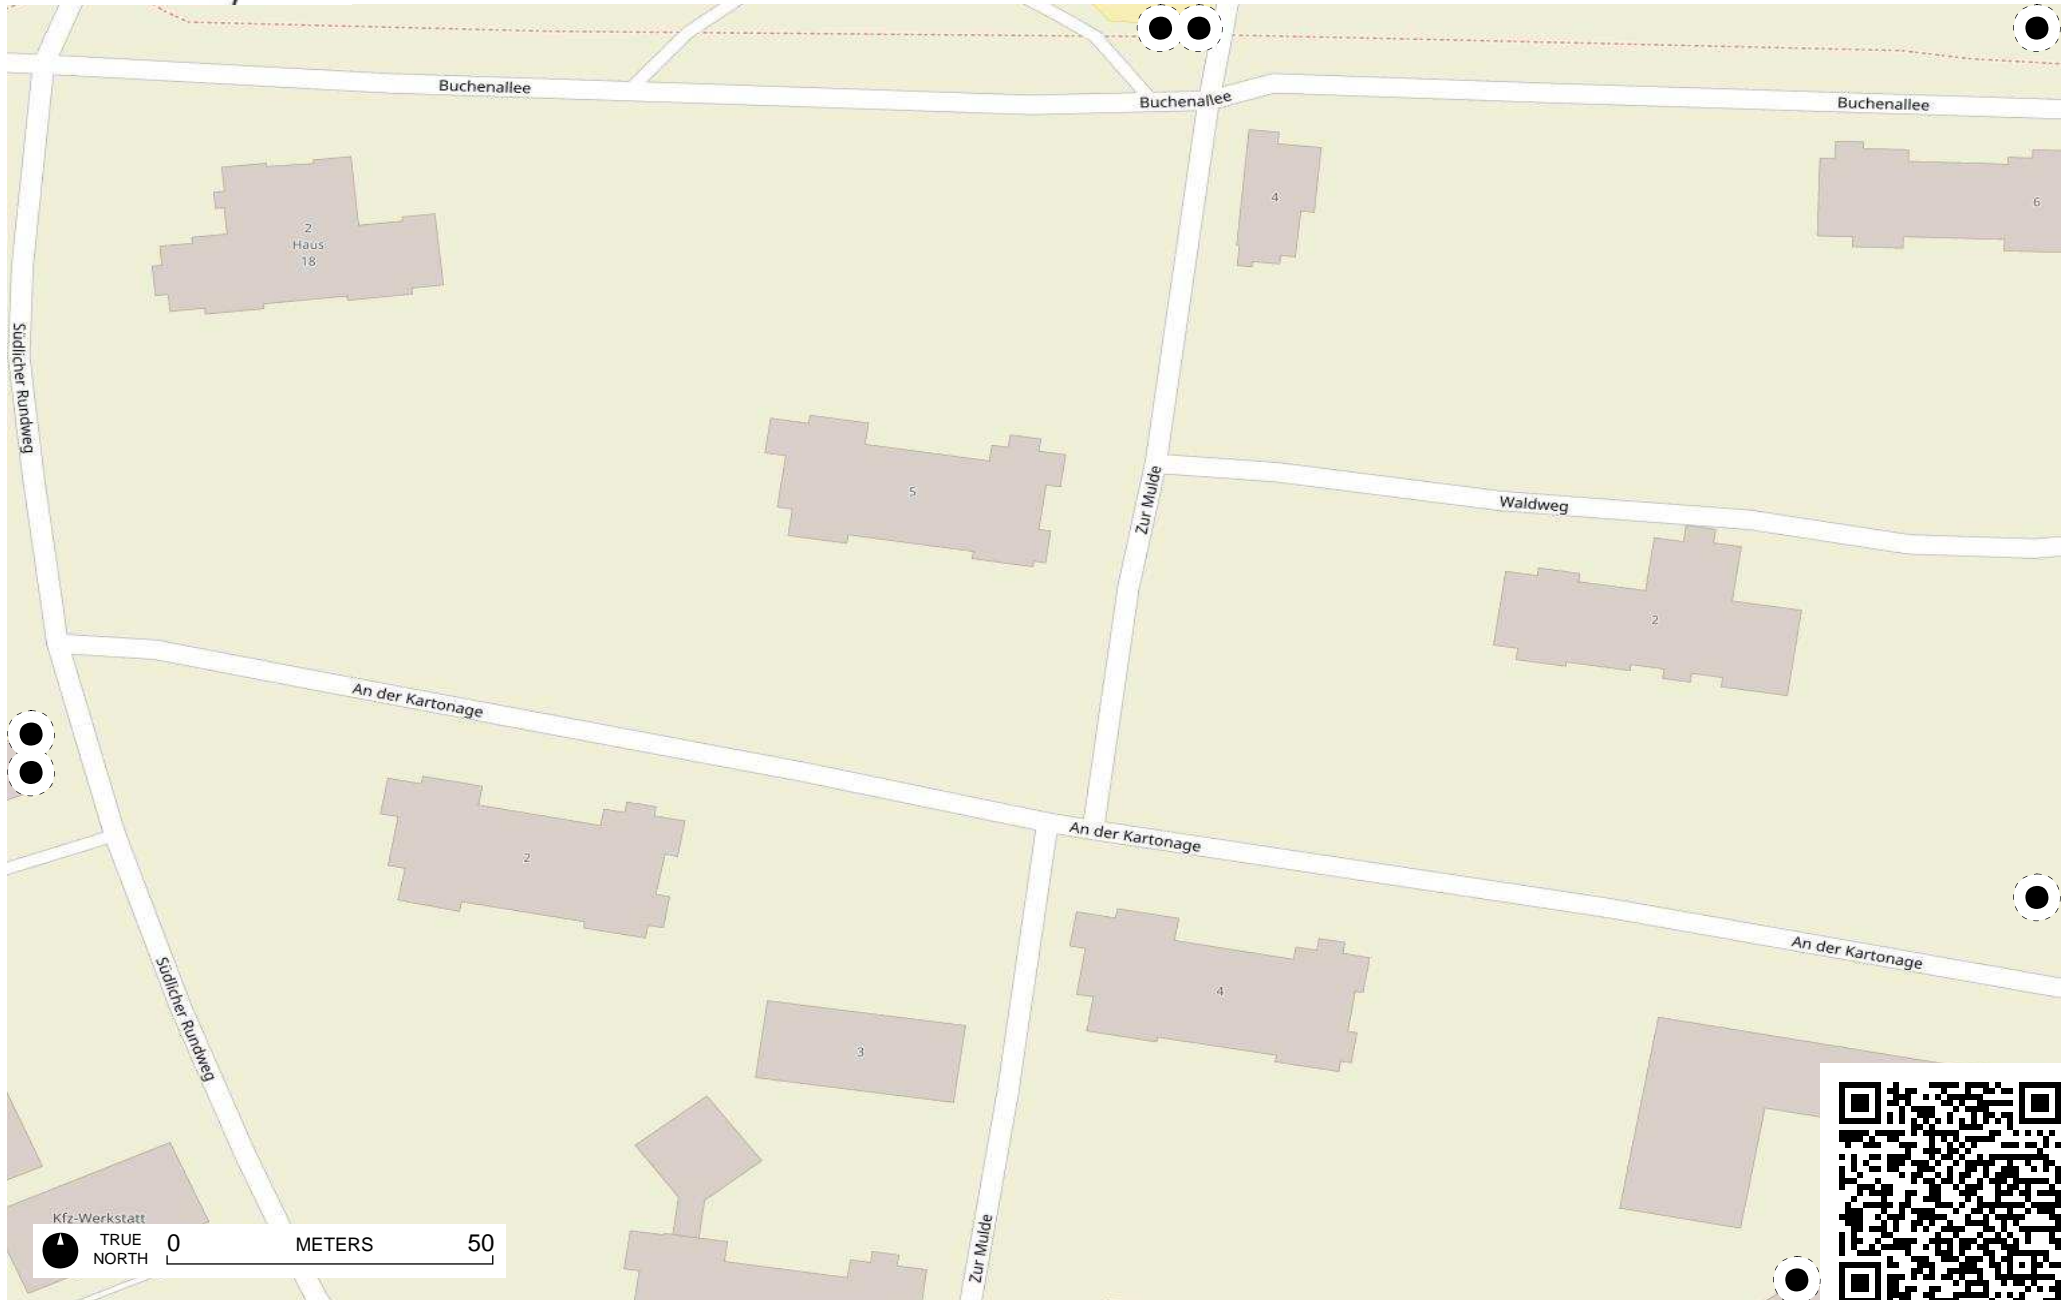 Buchenallee
Buchenallee
Buchenallee
4
6
2
Haus
18
Südlicher Rundweg
5
Zur Mulde
Waldweg
2
An der Kartonage
An der Kartonage
2
An der Kartonage
4
Südlicher Rundweg
3
Kfz-Werkstatt
Zur Mulde
TRUE
NORTH
0 METERS 50